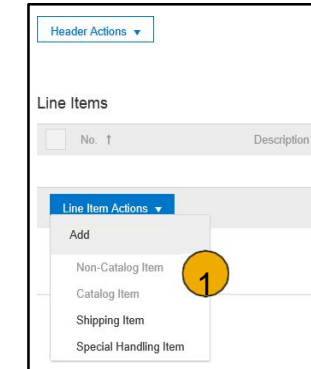 Header Actions ▼
Line Items
No. ↑ Description
Line Item Actions ▼
Add
Non-Catalog Item
1
Catalog Item
Shipping Item
Special Handling Item